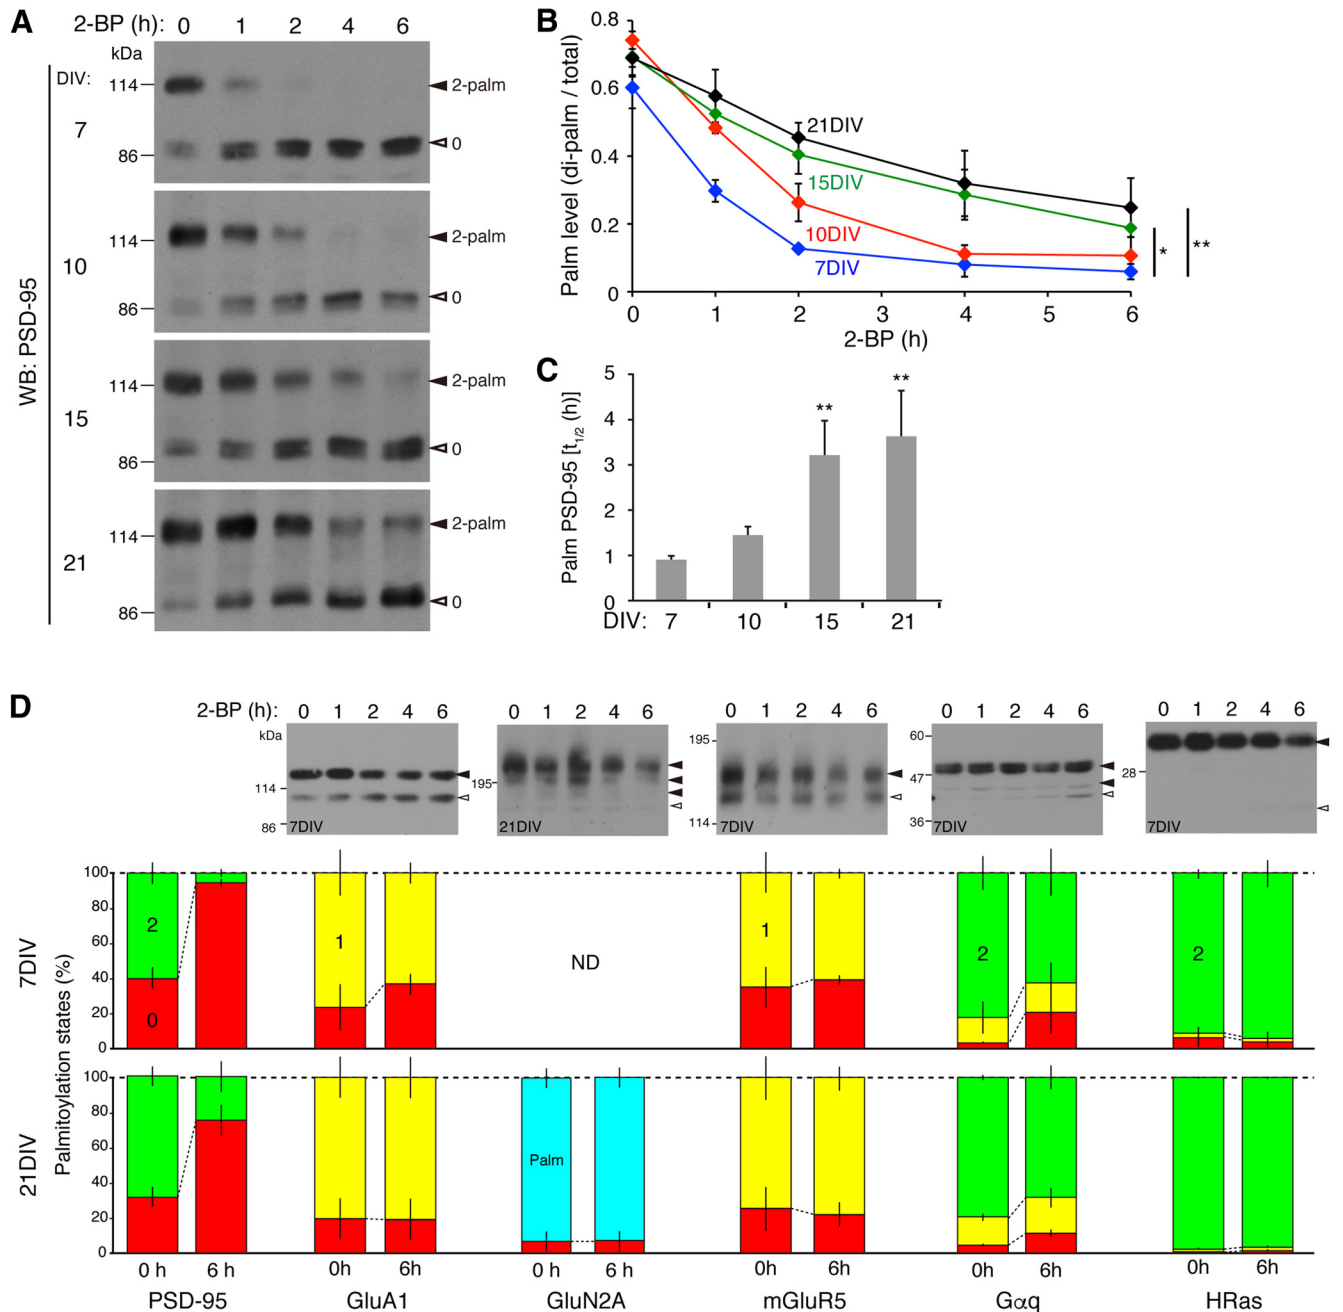 A
2-BP (h): 0 1 2 4 6
kDa
DIV:
WB: PSD-95
7
114
86
2-palm
0
10
114
86
2-palm
0
15
114
86
2-palm
0
21
114
86
2-palm
0
B
Palm level (di-palm / total)
0.8
0.6
0.4
0.2
0
21DIV
15DIV
10DIV
7DIV
* **
0 1 2 3 4 5 6
2-BP (h)
C
Palm PSD-95 [t1/2 (h)]
5
4
3
2
1
0
** **
DIV: 7 10 15 21
D
2-BP (h): 0 1 2 4 6 0 1 2 4 6 0 1 2 4 6 0 1 2 4 6 0 1 2 4 6
kDa
114
86
7DIV
195
21DIV
195
114
7DIV
60
47
36
7DIV
28
7DIV
Palmitoylation states (%)
7DIV
100
80
60
40
20
0
2
0
1
ND
1
2
2
21DIV
100
80
60
40
20
0
Palm
0 h 6 h 0h 6h 0 h 6 h 0h 6h 0h 6h 0h 6h
PSD-95 GluA1 GluN2A mGluR5 Gαq HRas